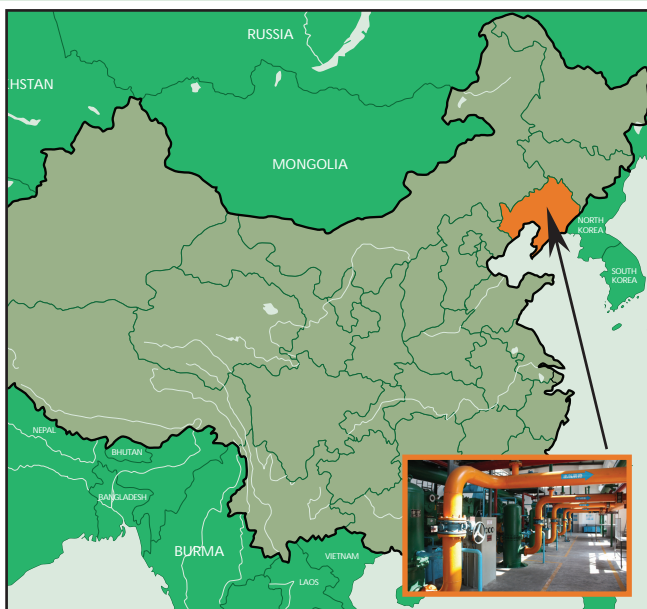 RUSSIA
HSTAN
MONGOLIA
NORTH
KOREA
SOUTH
KOREA
NEPAL
BHUTAN
BANGLADESH
BURMA
VIETNAM
LAOS